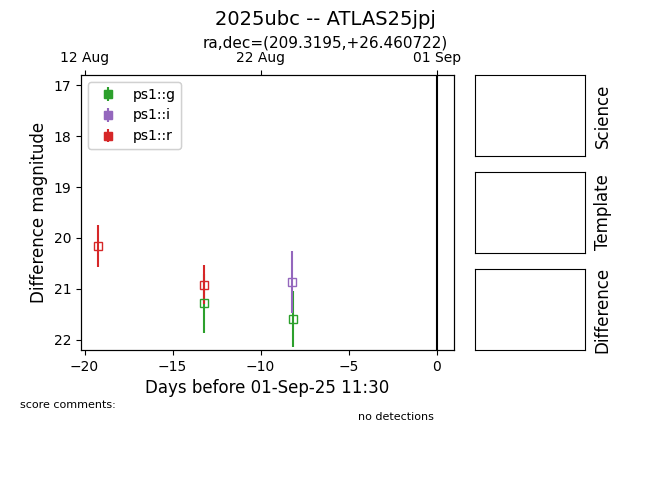 2025ubc -- ATLAS25jpj
ra,dec=(209.3195,+26.460722)
12 Aug
22 Aug
01 Sep
ps1::g
ps1::i
ps1::r
17
18
19
20
21
22
Difference magnitude
−20
−15
−10
−5
0
Days before 01-Sep-25 11:30
Science
Template
Difference
score comments:
no detections